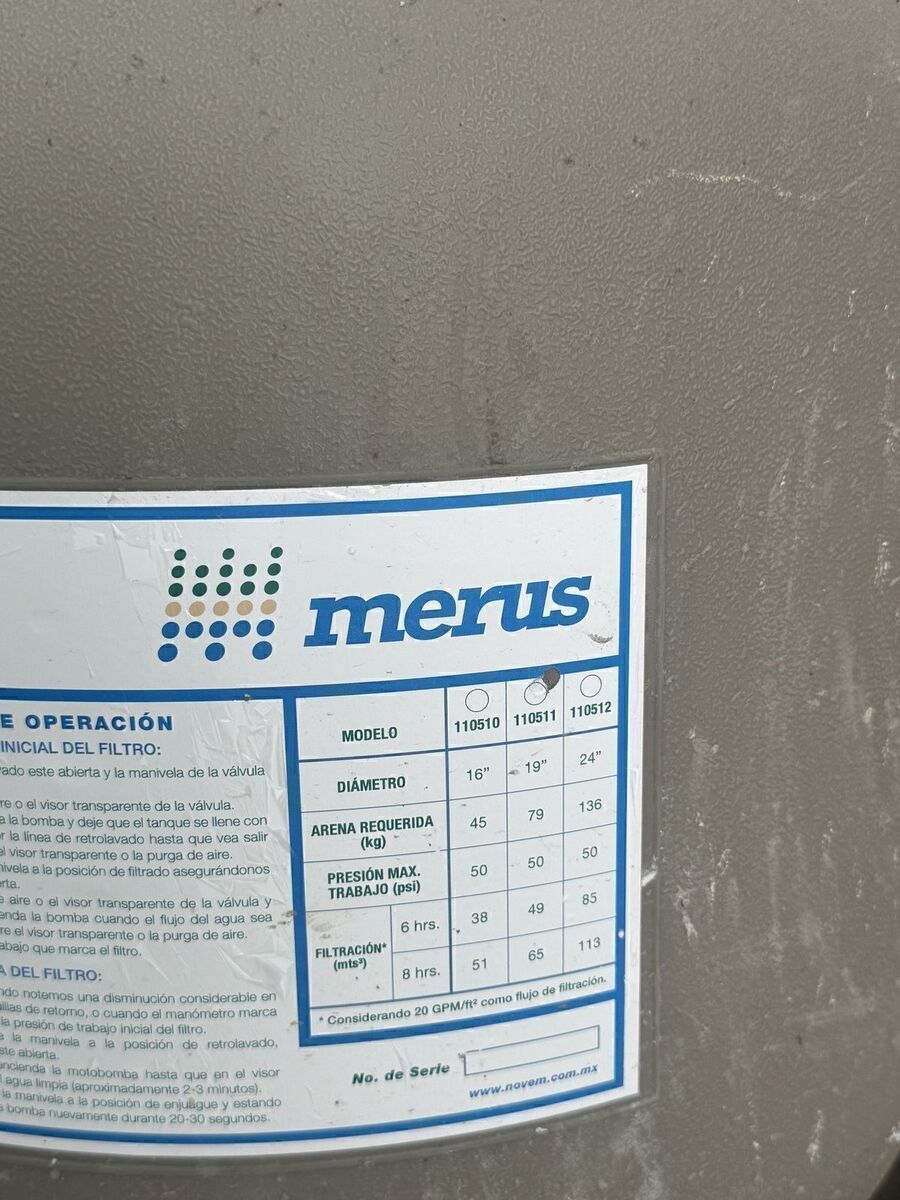 merus
E OPERACIÓN
INICIAL DEL FILTRO:
vado este abierta y la manivela de la válvula
re o el visor transparente de la válvula.
a la bomba y deje que el tanque se llene con
r la línea de retrolavado hasta que vea salir
el visor transparente o la purga de aire.
nivela a la posición de filtrado asegurándonos
rta.
e aire o el visor transparente de la válvula y
enda la bomba cuando el flujo del agua sea
re el visor transparente o la purga de aire.
abajo que marca el filtro.
A DEL FILTRO:
ndo notemos una disminución considerable en
illas de retorno, o cuando el manómetro marca
la presión de trabajo inicial del filtro.
e la manivela a la posición de retrolavado,
ste abierta.
ncienda la motobomba hasta que en el visor
l agua limpia (aproximadamente 2-3 minutos).
la manivela a la posición de enjuague y estando
a bomba nuevamente durante 20-30 segundos.
MODELO 110510 110511 110512
DIÁMETRO 16" 19" 24"
ARENA REQUERIDA (kg) 45 79 136
PRESIÓN MAX. TRABAJO (psi) 50 50 50
FILTRACIÓN* (mts³) 6 hrs. 38 49 85
8 hrs. 51 65 113
* Considerando 20 GPM/ft² como flujo de filtración.
No. de Serie
www.novem.com.mx